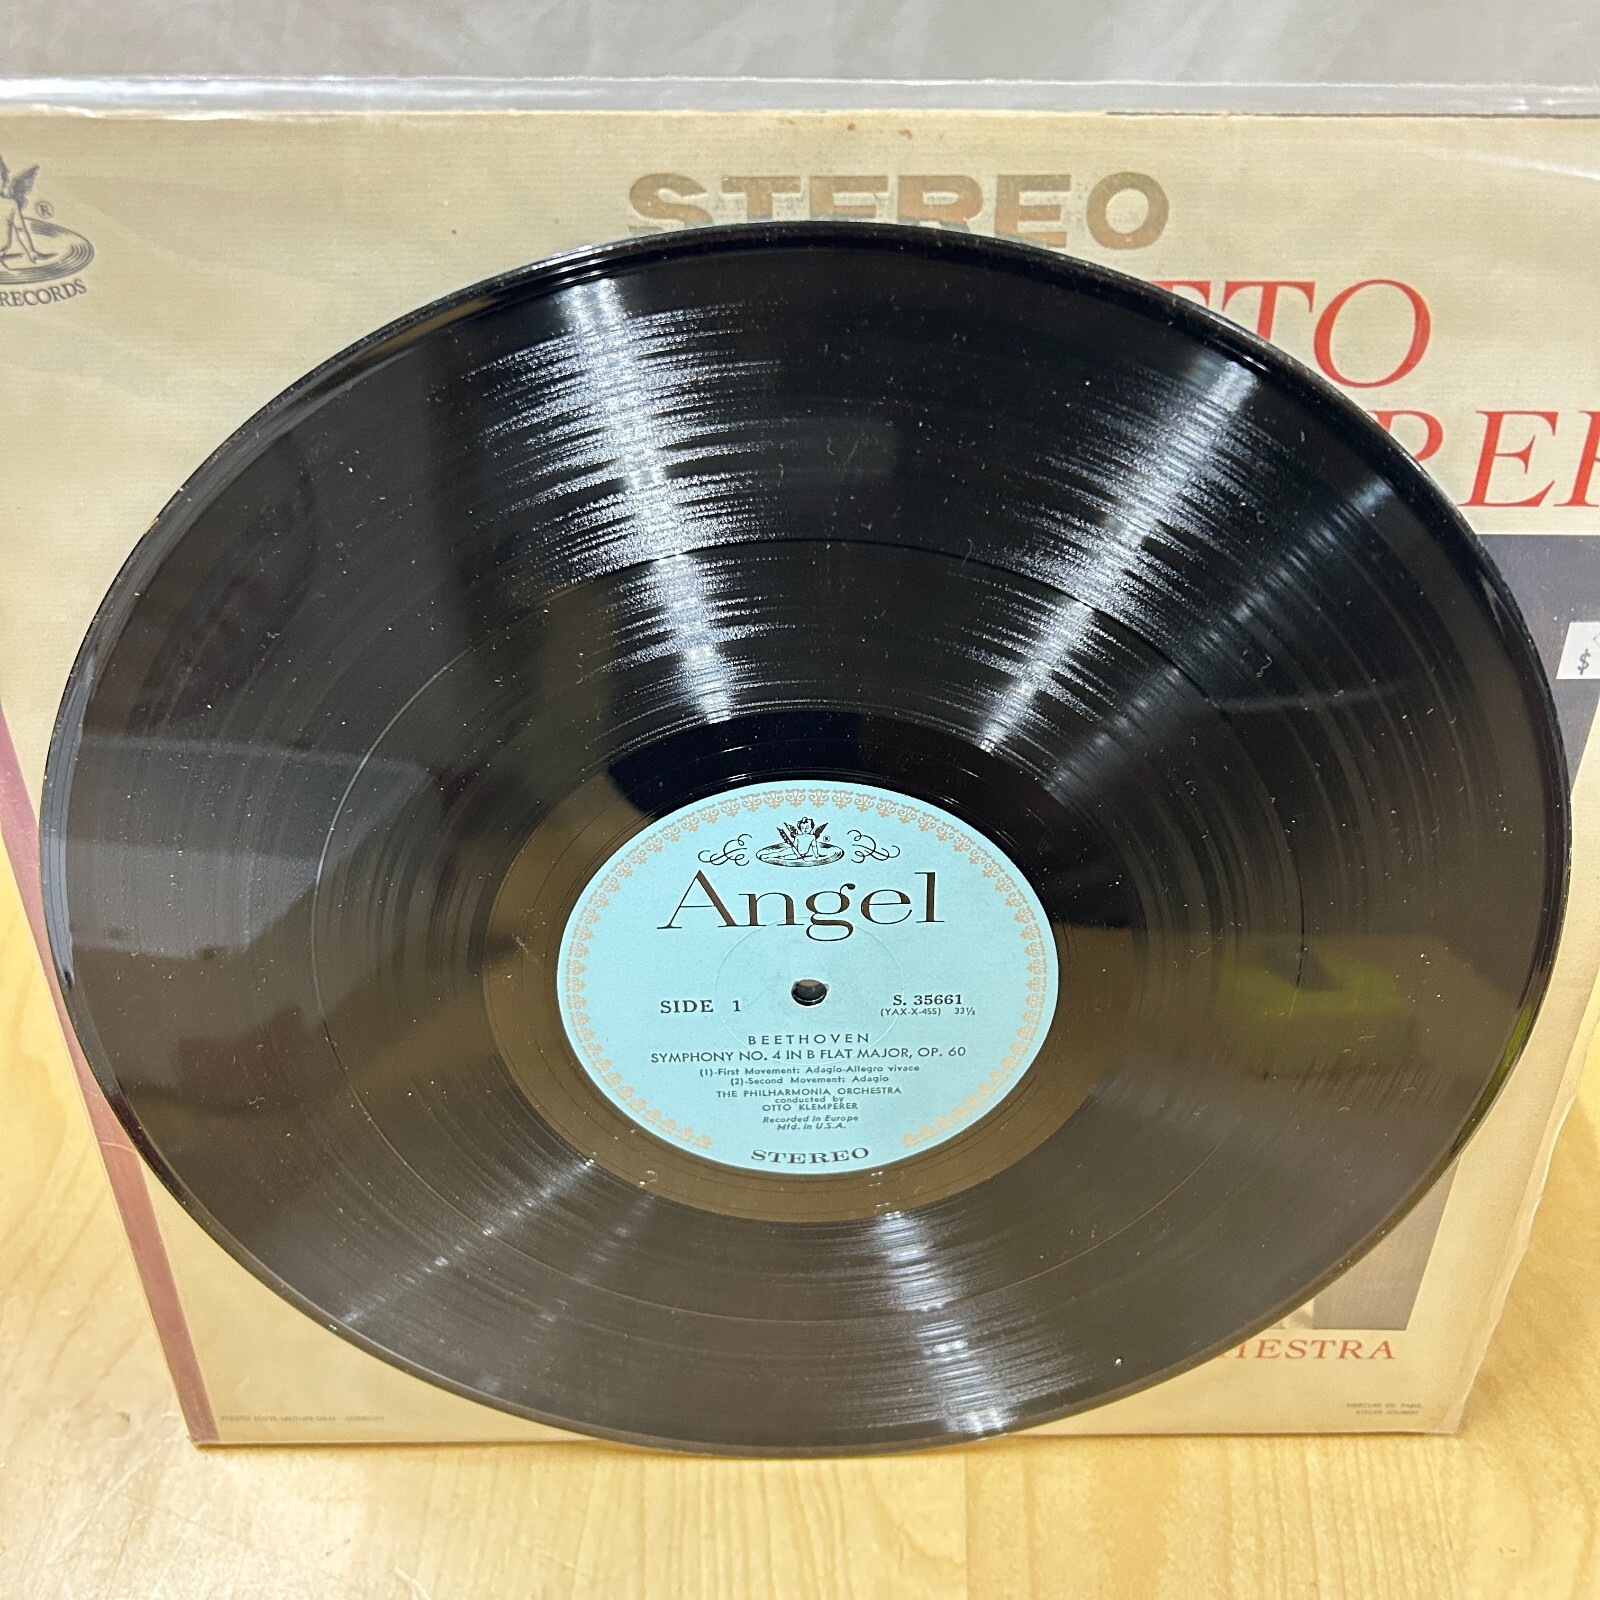 STEREO
®
RECORDS
TTO
PER
$
Angel
®
SIDE 1
S. 35661
(YAX-X-455) 33⅓
BEETHOVEN
SYMPHONY NO. 4 IN B FLAT MAJOR, OP. 60
(1)-First Movement: Adagio-Allegro vivace
(2)-Second Movement: Adagio
THE PHILHARMONIA ORCHESTRA
conducted by
OTTO KLEMPERER
Recorded in Europe
Mfd. in U.S.A.
STEREO
HESTRA